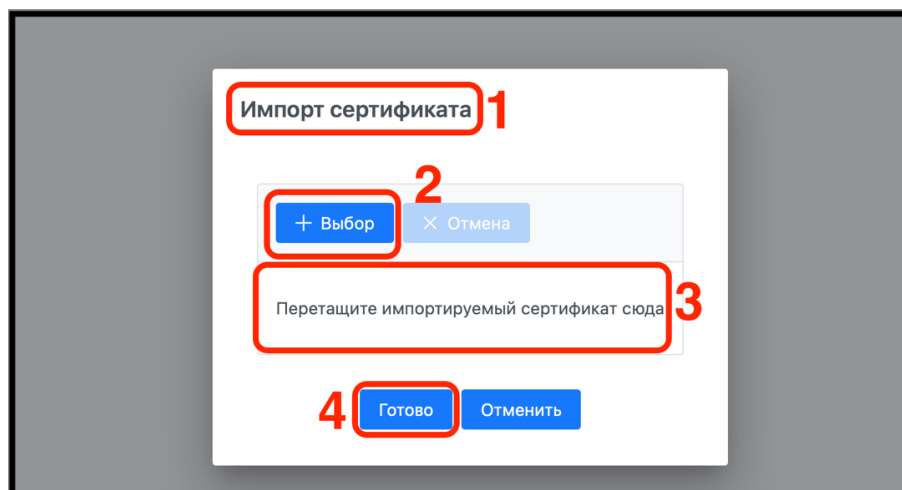 Импорт сертификата 1
2
+ Выбор × Отмена
Перетащите импортируемый сертификат сюда 3
4 Готово Отменить